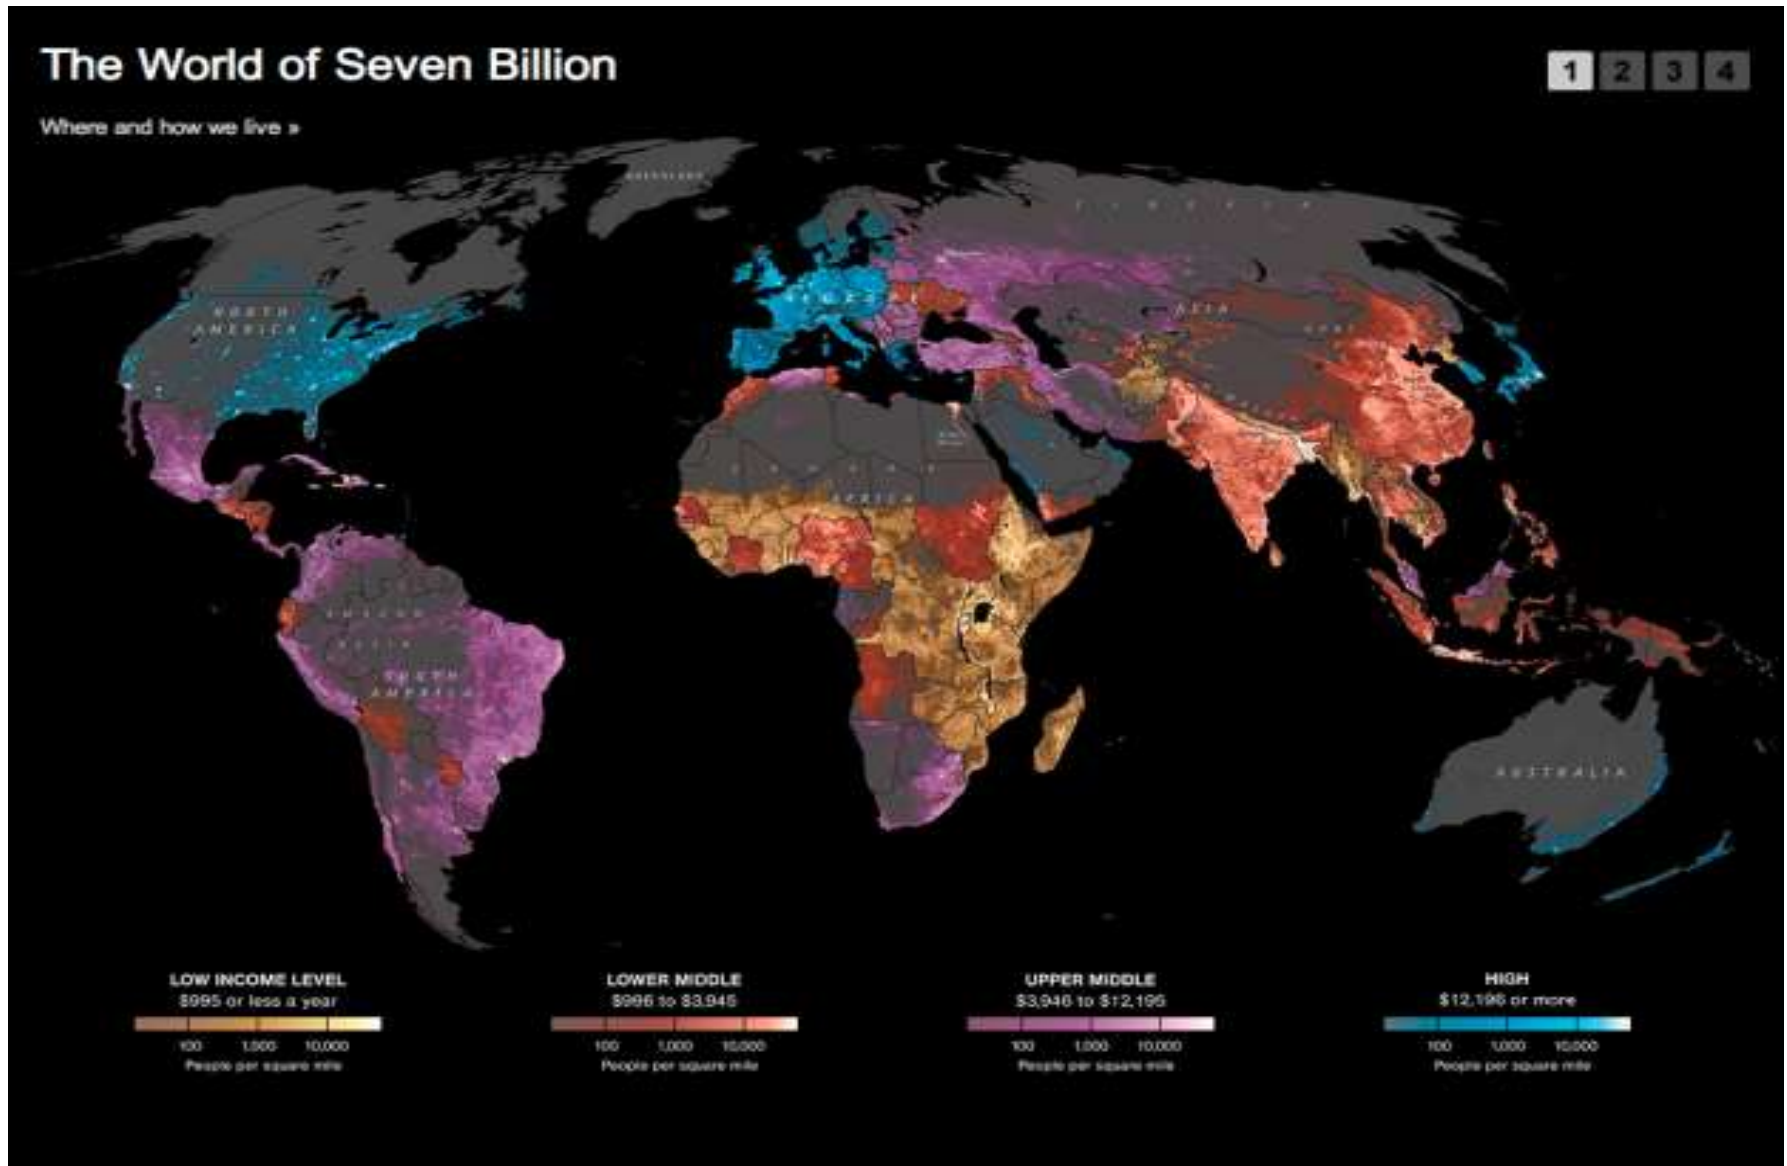 The World of Seven Billion
1 2 3 4
Where and how we live »
GREENLAND
NORTH
AMERICA
EUROPE
ASIA
AFRICA
SOUTH
AMERICA
AUSTRALIA
LOW INCOME LEVEL
$995 or less a year
100 1,000 10,000
People per square mile
LOWER MIDDLE
$996 to $3,945
100 1,000 10,000
People per square mile
UPPER MIDDLE
$3,946 to $12,195
100 1,000 10,000
People per square mile
HIGH
$12,196 or more
100 1,000 10,000
People per square mile